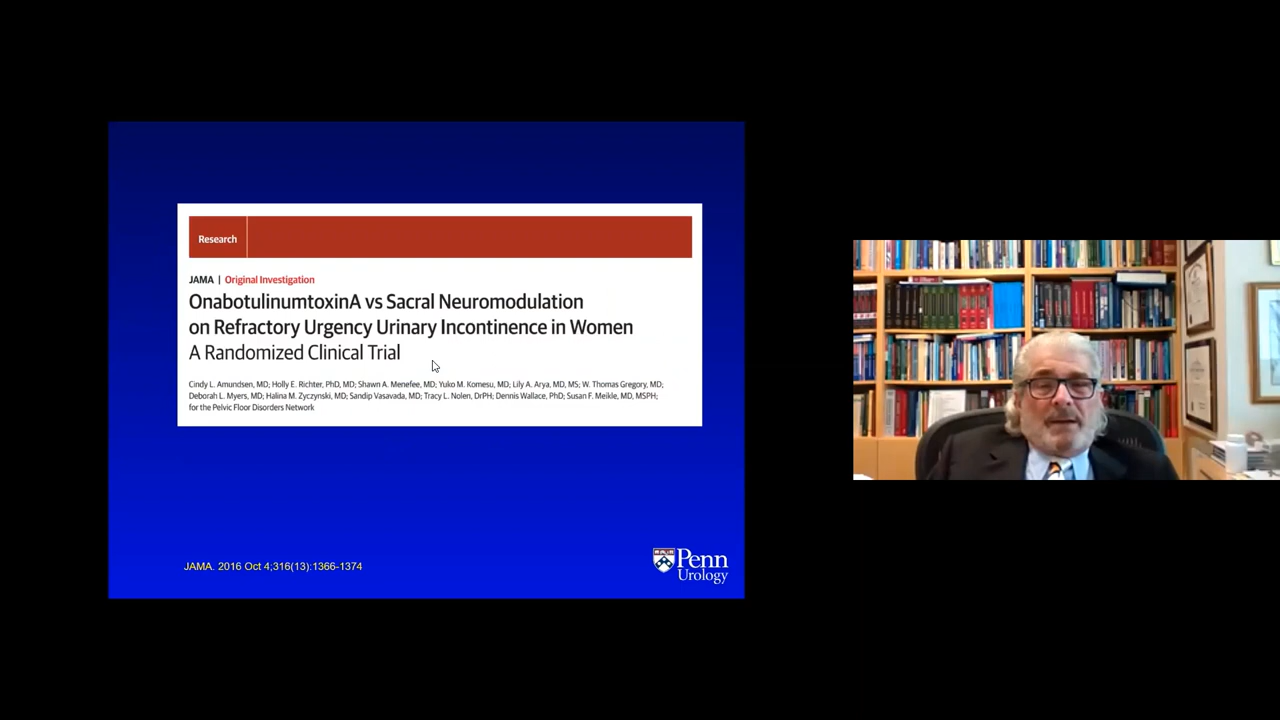 Research
JAMA | Original Investigation
OnabotulinumtoxinA vs Sacral Neuromodulation
on Refractory Urgency Urinary Incontinence in Women
A Randomized Clinical Trial
Cindy L. Amundsen, MD; Holly E. Richter, PhD, MD; Shawn A. Menefee, MD; Yuko M. Komesu, MD; Lily A. Arya, MD, MS; W. Thomas Gregory, MD;
Deborah L. Myers, MD; Halina M. Zyczynski, MD; Sandip Vasavada, MD; Tracy L. Nolen, DrPH; Dennis Wallace, PhD; Susan F. Meikle, MD, MSPH;
for the Pelvic Floor Disorders Network
JAMA. 2016 Oct 4;316(13):1366-1374
Penn
Urology